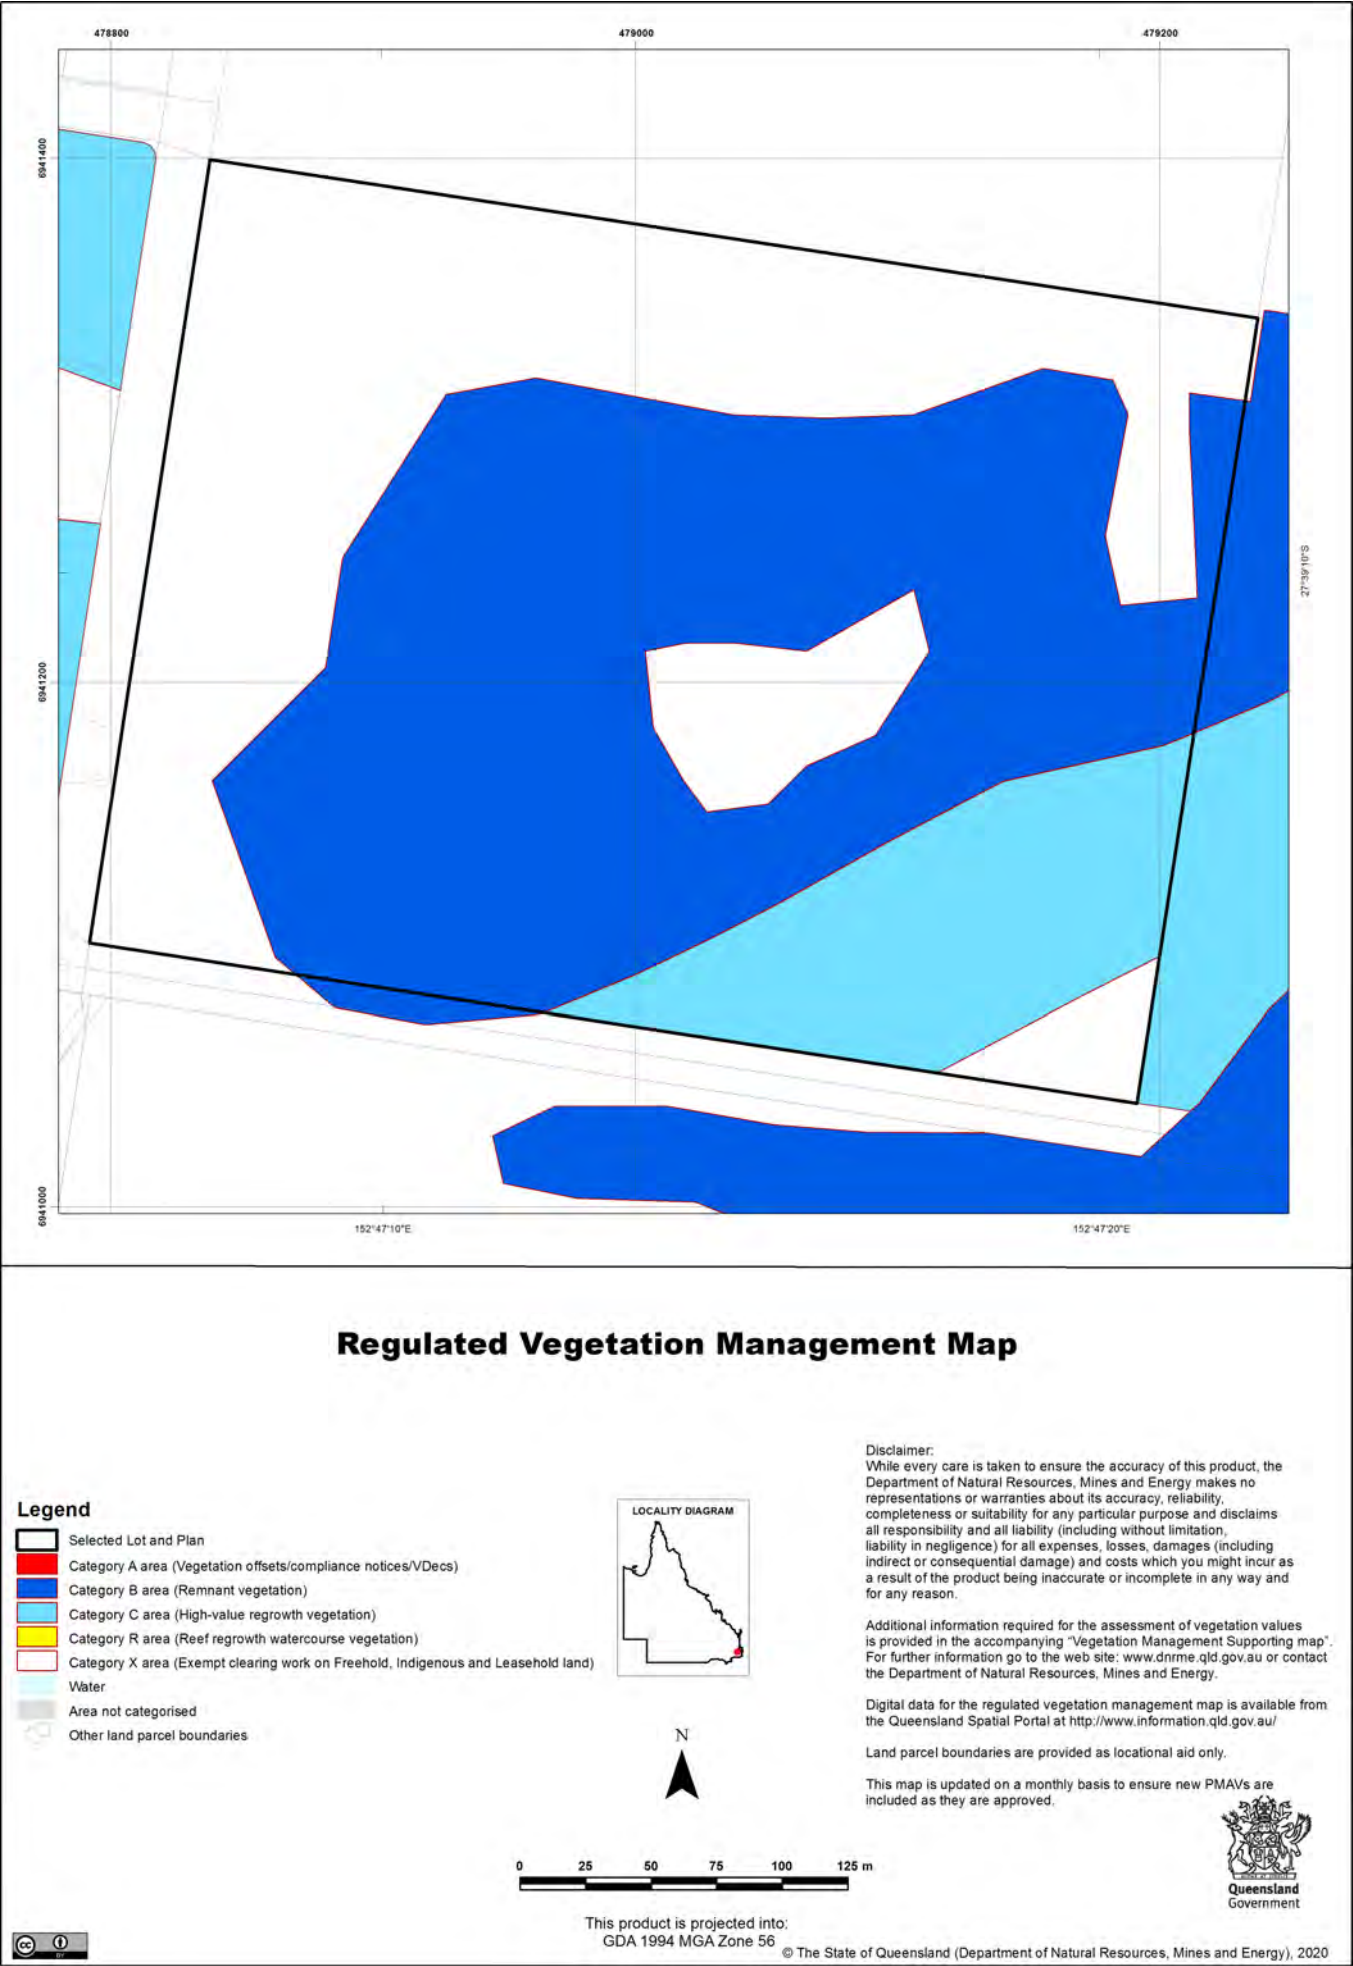 478800
479000
479200
6941400
27°39'10"S
6941200
6941000
152°47'10"E
152°47'20"E
Regulated Vegetation Management Map
Legend
Selected Lot and Plan
Category A area (Vegetation offsets/compliance notices/VDecs)
Category B area (Remnant vegetation)
Category C area (High-value regrowth vegetation)
Category R area (Reef regrowth watercourse vegetation)
Category X area (Exempt clearing work on Freehold, Indigenous and Leasehold land)
Water
Area not categorised
Other land parcel boundaries
LOCALITY DIAGRAM
N
0 25 50 75 100 125 m
This product is projected into:
GDA 1994 MGA Zone 56
Disclaimer:
While every care is taken to ensure the accuracy of this product, the
Department of Natural Resources, Mines and Energy makes no
representations or warranties about its accuracy, reliability,
completeness or suitability for any particular purpose and disclaims
all responsibility and all liability (including without limitation,
liability in negligence) for all expenses, losses, damages (including
indirect or consequential damage) and costs which you might incur as
a result of the product being inaccurate or incomplete in any way and
for any reason.
Additional information required for the assessment of vegetation values
is provided in the accompanying "Vegetation Management Supporting map".
For further information go to the web site: www.dnrme.qld.gov.au or contact
the Department of Natural Resources, Mines and Energy.
Digital data for the regulated vegetation management map is available from
the Queensland Spatial Portal at http://www.information.qld.gov.au/
Land parcel boundaries are provided as locational aid only.
This map is updated on a monthly basis to ensure new PMAVs are
included as they are approved.
Queensland
Government
cc
BY
© The State of Queensland (Department of Natural Resources, Mines and Energy), 2020